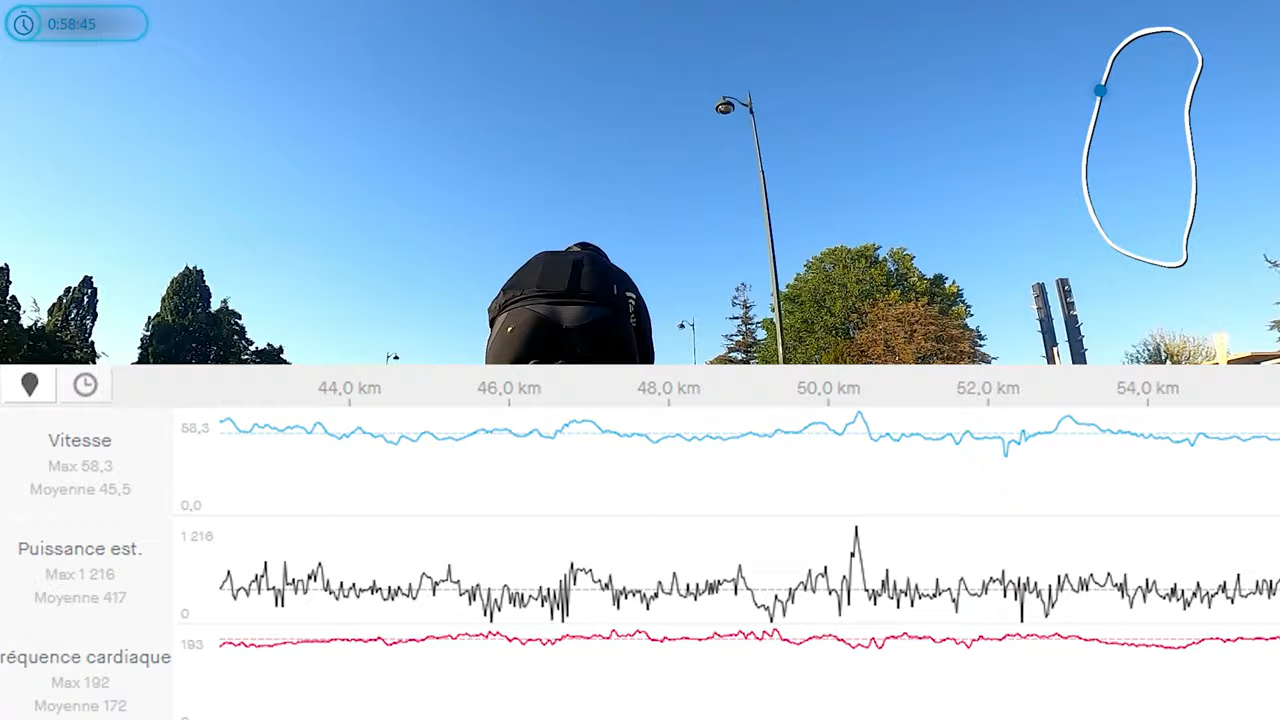 0:58:45
44,0 km
46,0 km
48,0 km
50,0 km
52,0 km
54,0 km
Vitesse
Max 58,3
Moyenne 45,5
58,3
0,0
Puissance est.
Max 1 216
Moyenne 417
1 216
0
réquence cardiaque
Max 192
Moyenne 172
193